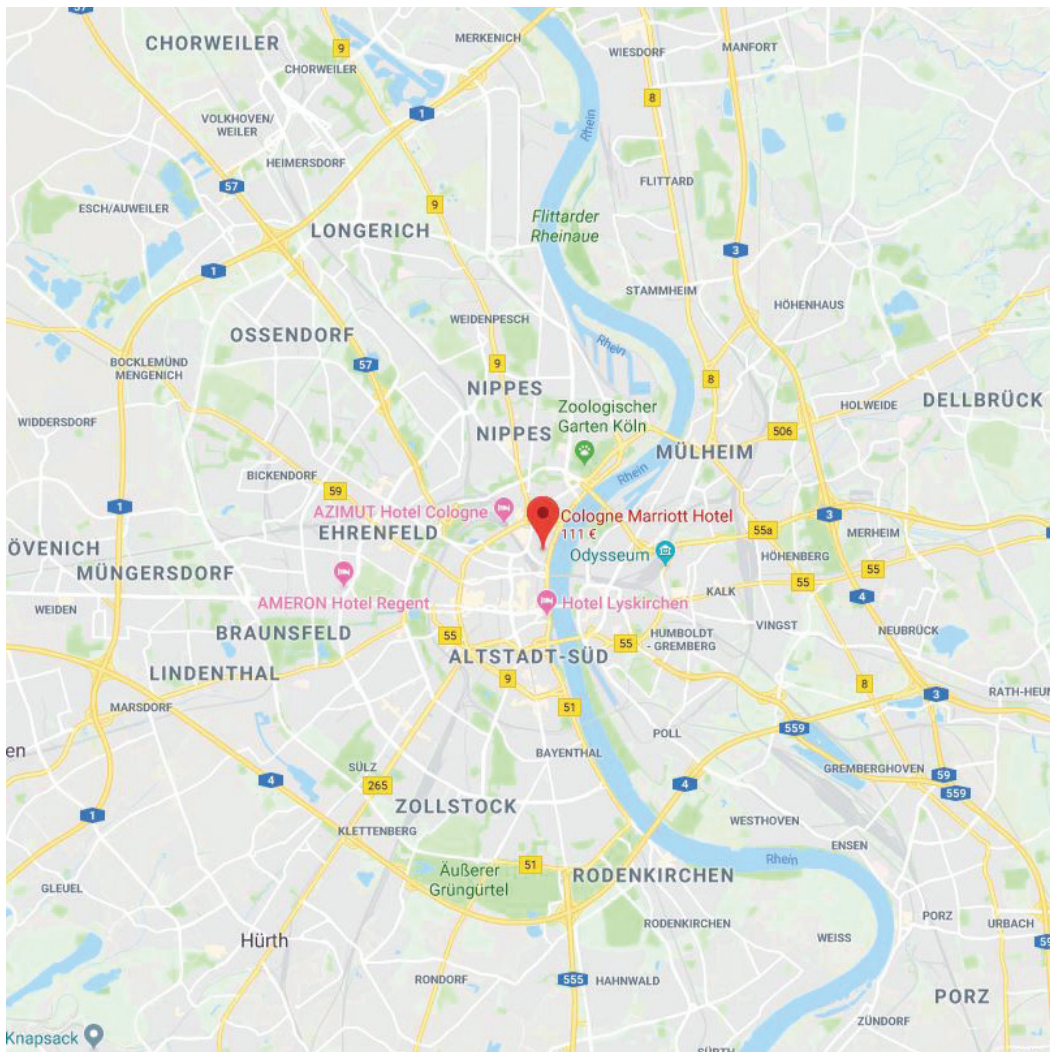 57
CHORWEILER
MERKENICH
9
WIESDORF
MANFORT
CHORWEILER
8
1
VOLKHOVEN/
WEILER
Rhein
HEIMERSDORF
57
FLITTARD
ESCH/AUWEILER
9
Flittarder
Rheinaue
LONGERICH
3
1
STAMMHEIM
HÖHENHAUS
WEIDENPESCH
OSSENDORF
Rhein
BOCKLEMÜND
MENGENICH
57
9
8
NIPPES
DELLBRÜCK
Zoologischer
Garten Köln
HOLWEIDE
WIDDERSDORF
NIPPES
506
MÜLHEIM
BICKENDORF
Rhein
59
1
AZIMUT Hotel Cologne
Cologne Marriott Hotel
111 €
3
EHRENFELD
55a
MERHEIM
ÖVENICH
Odysseum
HÖHENBERG
MÜNGERSDORF
55
55
KALK
4
WEIDEN
AMERON Hotel Regent
Hotel Lyskirchen
VINGST
NEUBRÜCK
BRAUNSFELD
55
55
HUMBOLDT
- GREMBERG
ALTSTADT-SÜD
LINDENTHAL
9
8
3
RATH-HEUM
MARSDORF
51
559
POLL
en
BAYENTHAL
SÜLZ
GREMBERGHOVEN
59
4
265
4
559
1
ZOLLSTOCK
KLETTENBERG
WESTHOVEN
ENSEN
Rhein
51
Äußerer
Grüngürtel
RODENKIRCHEN
GLEUEL
RODENKIRCHEN
PORZ
URBACH
Hürth
WEISS
59
RONDORF
555
HAHNWALD
PORZ
ZÜNDORF
Knapsack
SÜRTH